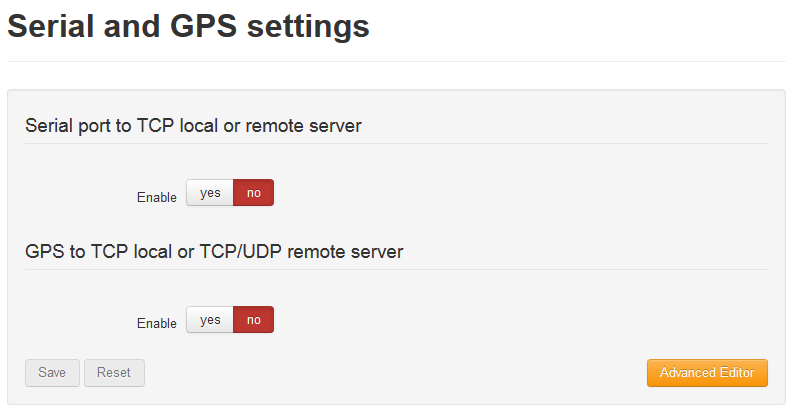 Serial and GPS settings
Serial port to TCP local or remote server
Enable yes no
GPS to TCP local or TCP/UDP remote server
Enable yes no
Save Reset Advanced Editor